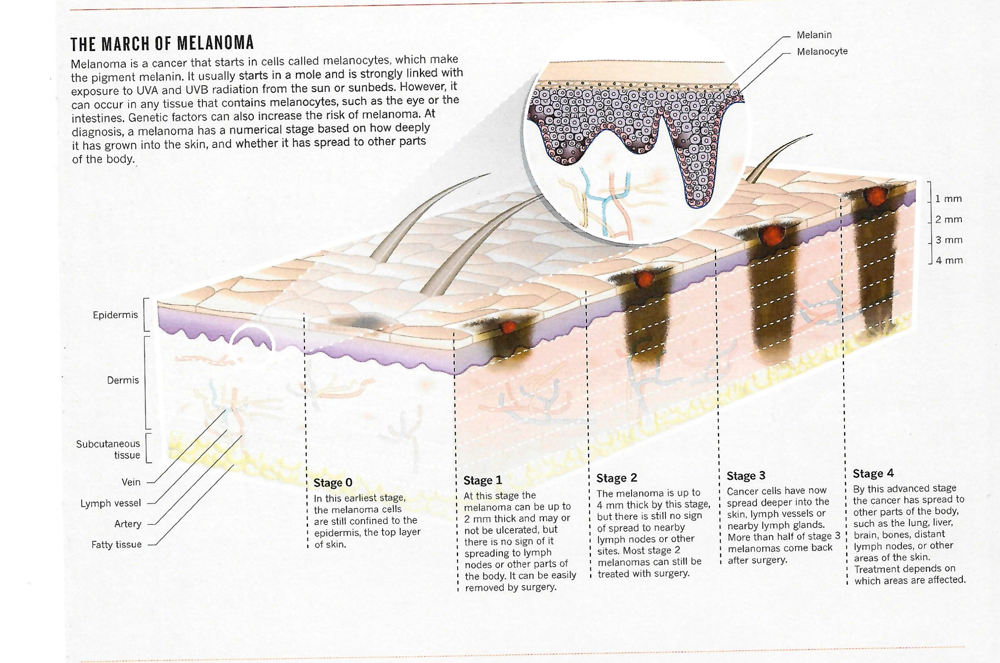 THE MARCH OF MELANOMA
Melanoma is a cancer that starts in cells called melanocytes, which make
the pigment melanin. It usually starts in a mole and is strongly linked with
exposure to UVA and UVB radiation from the sun or sunbeds. However, it
can occur in any tissue that contains melanocytes, such as the eye or the
intestines. Genetic factors can also increase the risk of melanoma. At
diagnosis, a melanoma has a numerical stage based on how deeply
it has grown into the skin, and whether it has spread to other parts
of the body.
Melanin
Melanocyte
1 mm
2 mm
3 mm
4 mm
Epidermis
Dermis
Subcutaneous
tissue
Vein
Lymph vessel
Artery
Fatty tissue
Stage 0
In this earliest stage,
the melanoma cells
are still confined to the
epidermis, the top layer
of skin.
Stage 1
At this stage the
melanoma can be up to
2 mm thick and may or
not be ulcerated, but
there is no sign of it
spreading to lymph
nodes or other parts of
the body. It can be easily
removed by surgery.
Stage 2
The melanoma is up to
4 mm thick by this stage,
but there is still no sign
of spread to nearby
lymph nodes or other
sites. Most stage 2
melanomas can still be
treated with surgery.
Stage 3
Cancer cells have now
spread deeper into the
skin, lymph vessels or
nearby lymph glands.
More than half of stage 3
melanomas come back
after surgery.
Stage 4
By this advanced stage
the cancer has spread to
other parts of the body,
such as the lung, liver,
brain, bones, distant
lymph nodes, or other
areas of the skin.
Treatment depends on
which areas are affected.